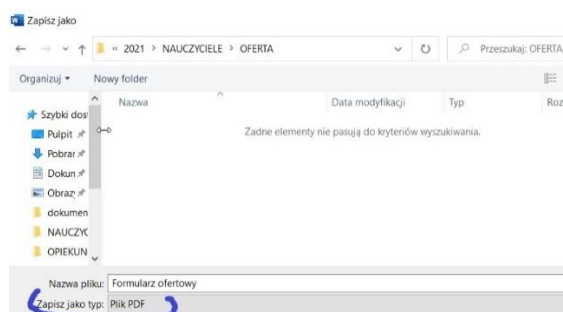 Zapisz jako
« 2021 > NAUCZYCIELE > OFERTA
Przeszukaj: OFERTA
Organizuj Nowy folder
Nazwa Data modyfikacji Typ Roz
Szybki dos
Pulpit
Żadne elementy nie pasują do kryteriów wyszukiwania.
Pobrar
Dokun
Obraz
dokumen
NAUCZYC
OPIEKUN
Nazwa pliku: Formularz ofertowy
Zapisz jako typ: Plik PDF